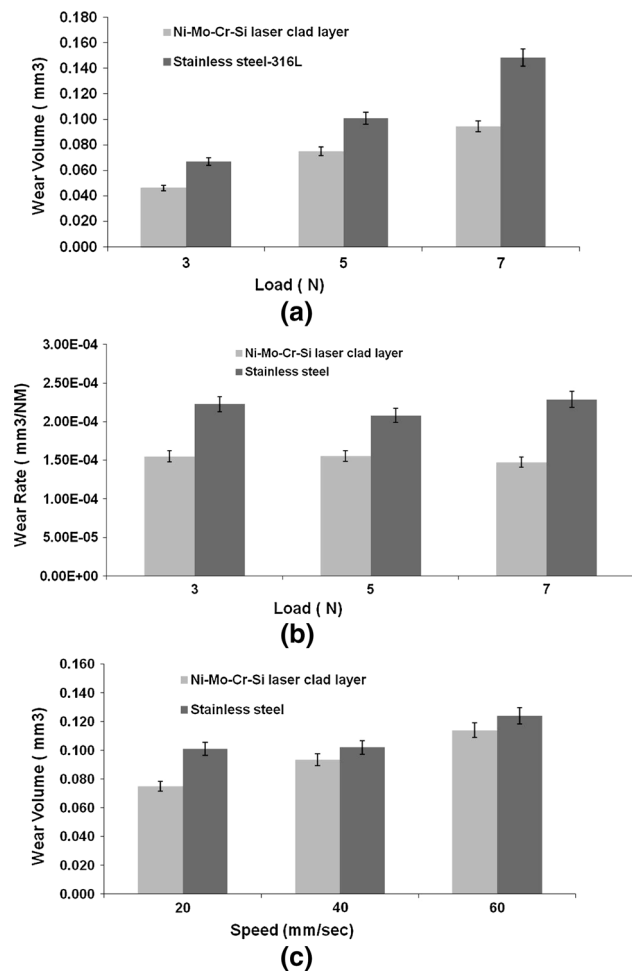 0.180
0.160
0.140
0.120
0.100
0.080
0.060
0.040
0.020
0.000
Wear Volume ( mm3)
Ni-Mo-Cr-Si laser clad layer
Stainless steel-316L
3 5 7
Load ( N)
(a)
3.00E-04
2.50E-04
2.00E-04
1.50E-04
1.00E-04
5.00E-05
0.00E+00
Wear Rate ( mm3/NM)
Ni-Mo-Cr-Si laser clad layer
Stainless steel
3 5 7
Load ( N)
(b)
0.160
0.140
0.120
0.100
0.080
0.060
0.040
0.020
0.000
Wear Volume ( mm3)
Ni-Mo-Cr-Si laser clad layer
Stainless steel
20 40 60
Speed (mm/sec)
(c)